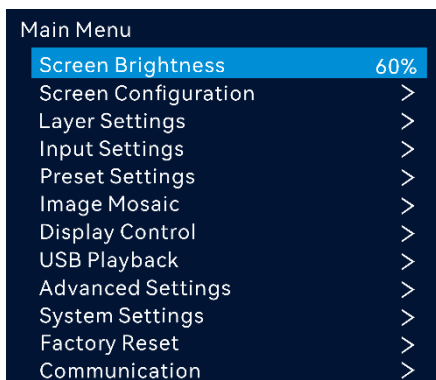 Main Menu
Screen Brightness 60%
Screen Configuration >
Layer Settings >
Input Settings >
Preset Settings >
Image Mosaic >
Display Control >
USB Playback >
Advanced Settings >
System Settings >
Factory Reset >
Communication >